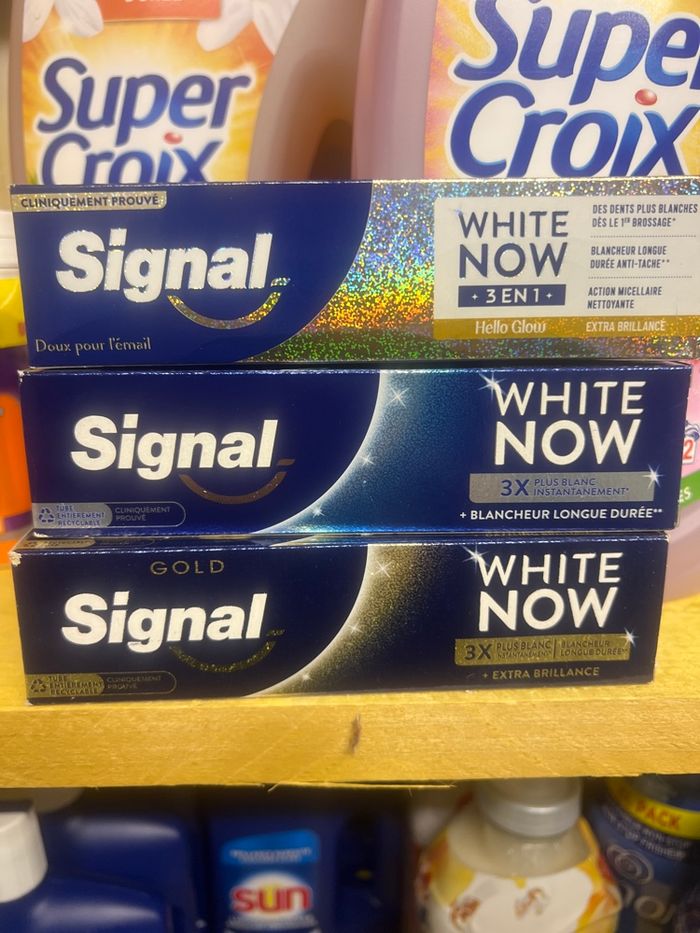 Super
Croix
Super
Croix
CLINIQUEMENT PROUVÉ
Signal
Doux pour l'émail
WHITE
NOW
3 EN 1
Hello Glow
DES DENTS PLUS BLANCHES
DÈS LE 1ER BROSSAGE*
BLANCHEUR LONGUE
DURÉE ANTI-TACHE**
ACTION MICELLAIRE
NETTOYANTE
EXTRA BRILLANCE
Signal
TUBE
ENTIÈREMENT
RECYCLABLE
CLINIQUEMENT
PROUVÉ
WHITE
NOW
3X PLUS BLANC
INSTANTANÉMENT*
+ BLANCHEUR LONGUE DURÉE**
GOLD
Signal
TUBE
ENTIÈREMENT
RECYCLABLE
CLINIQUEMENT
PROUVÉ
WHITE
NOW
3X PLUS BLANC
INSTANTANÉMENT*
BLANCHEUR
LONGUE DURÉE**
+ EXTRA BRILLANCE
sun
PACK